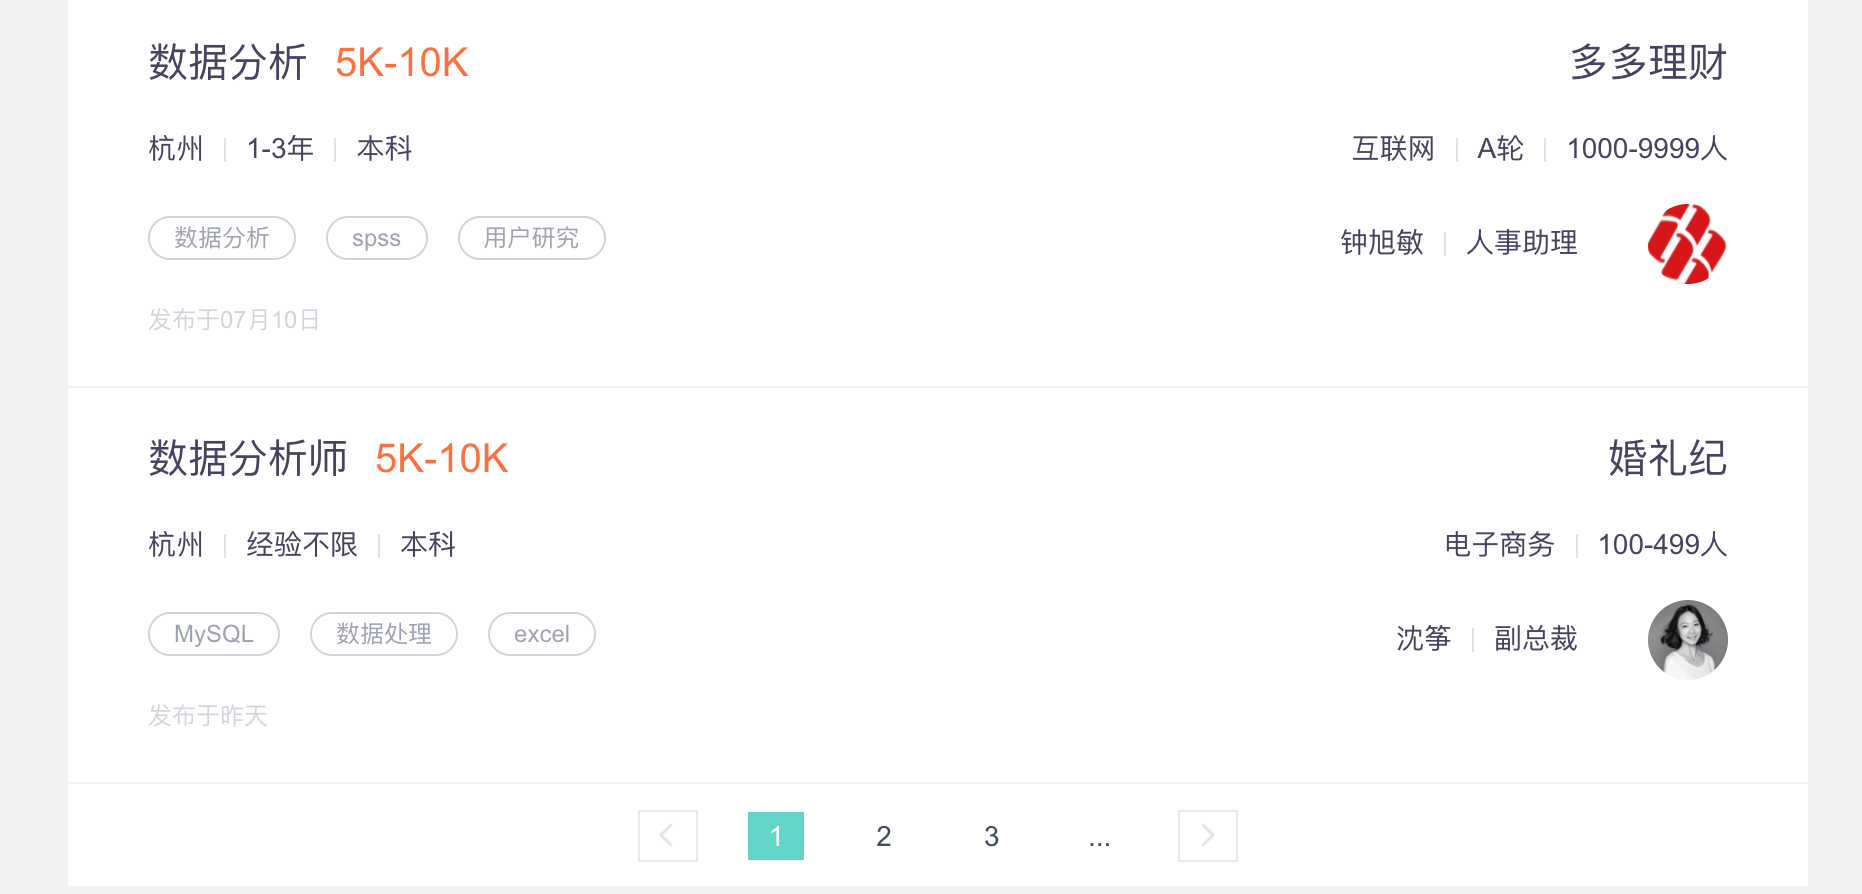 数据分析 5K-10K 多多理财
杭州 1-3年 本科 互联网 A轮 1000-9999人
数据分析 spss 用户研究 钟旭敏 人事助理
发布于07月10日
数据分析师 5K-10K 婚礼纪
杭州 经验不限 本科 电子商务 100-499人
MySQL 数据处理 excel 沈筝 副总裁
发布于昨天
1 2 3 ...